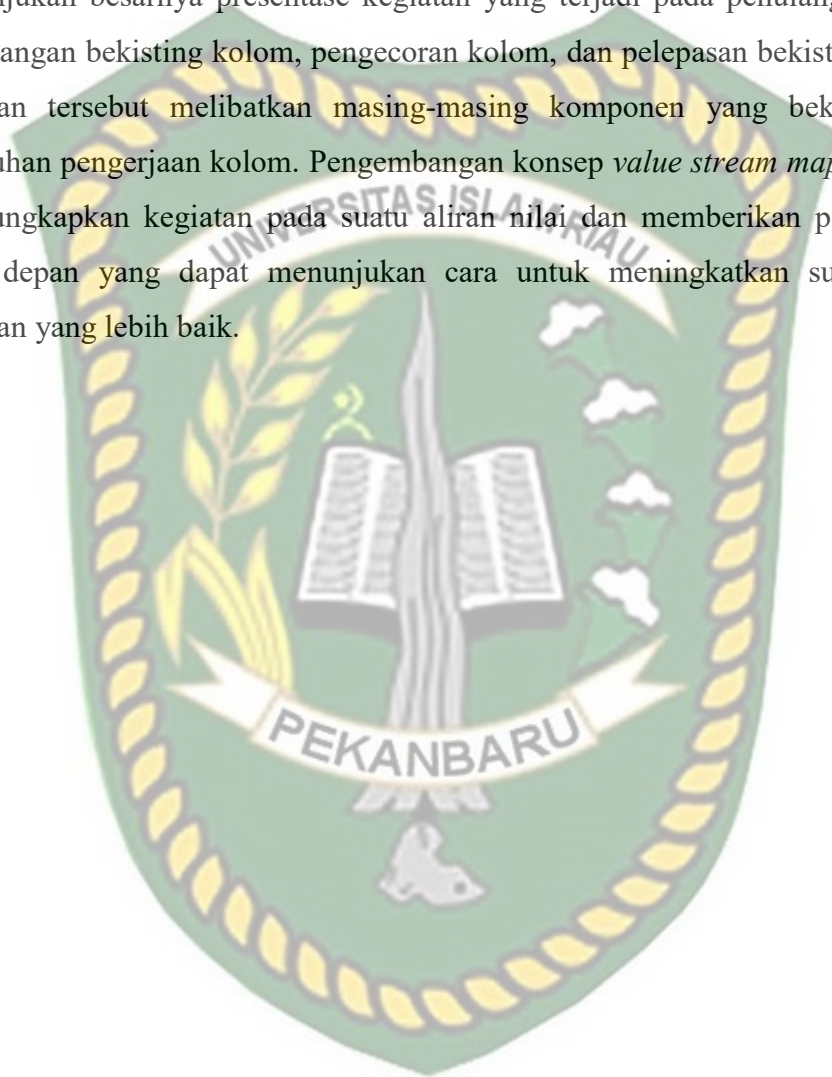 njukan besarnya presentase kegiatan yang terjadi pada penulang
angan bekisting kolom, pengecoran kolom, dan pelepasan bekist
an tersebut melibatkan masing-masing komponen yang bek
uhan pengerjaan kolom. Pengembangan konsep value stream map
ungkapkan kegiatan pada suatu aliran nilai dan memberikan p
depan yang dapat menunjukan cara untuk meningkatkan su
an yang lebih baik.
UNIVERSITAS ISLAM RIAU
PEKANBARU